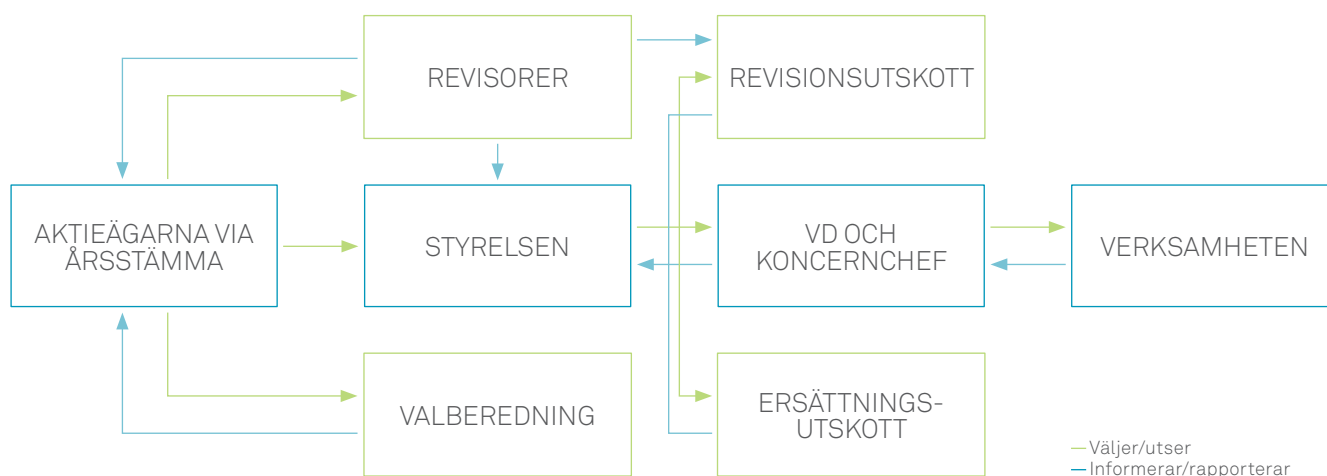 REVISORER
REVISIONSUTSKOTT
AKTIEÄGARNA VIA
ÅRSSTÄMMA
STYRELSEN
VD OCH
KONCERNCHEF
VERKSAMHETEN
VALBEREDNING
ERSÄTTNINGS-
UTSKOTT
Väljer/utser
Informerar/rapporterar